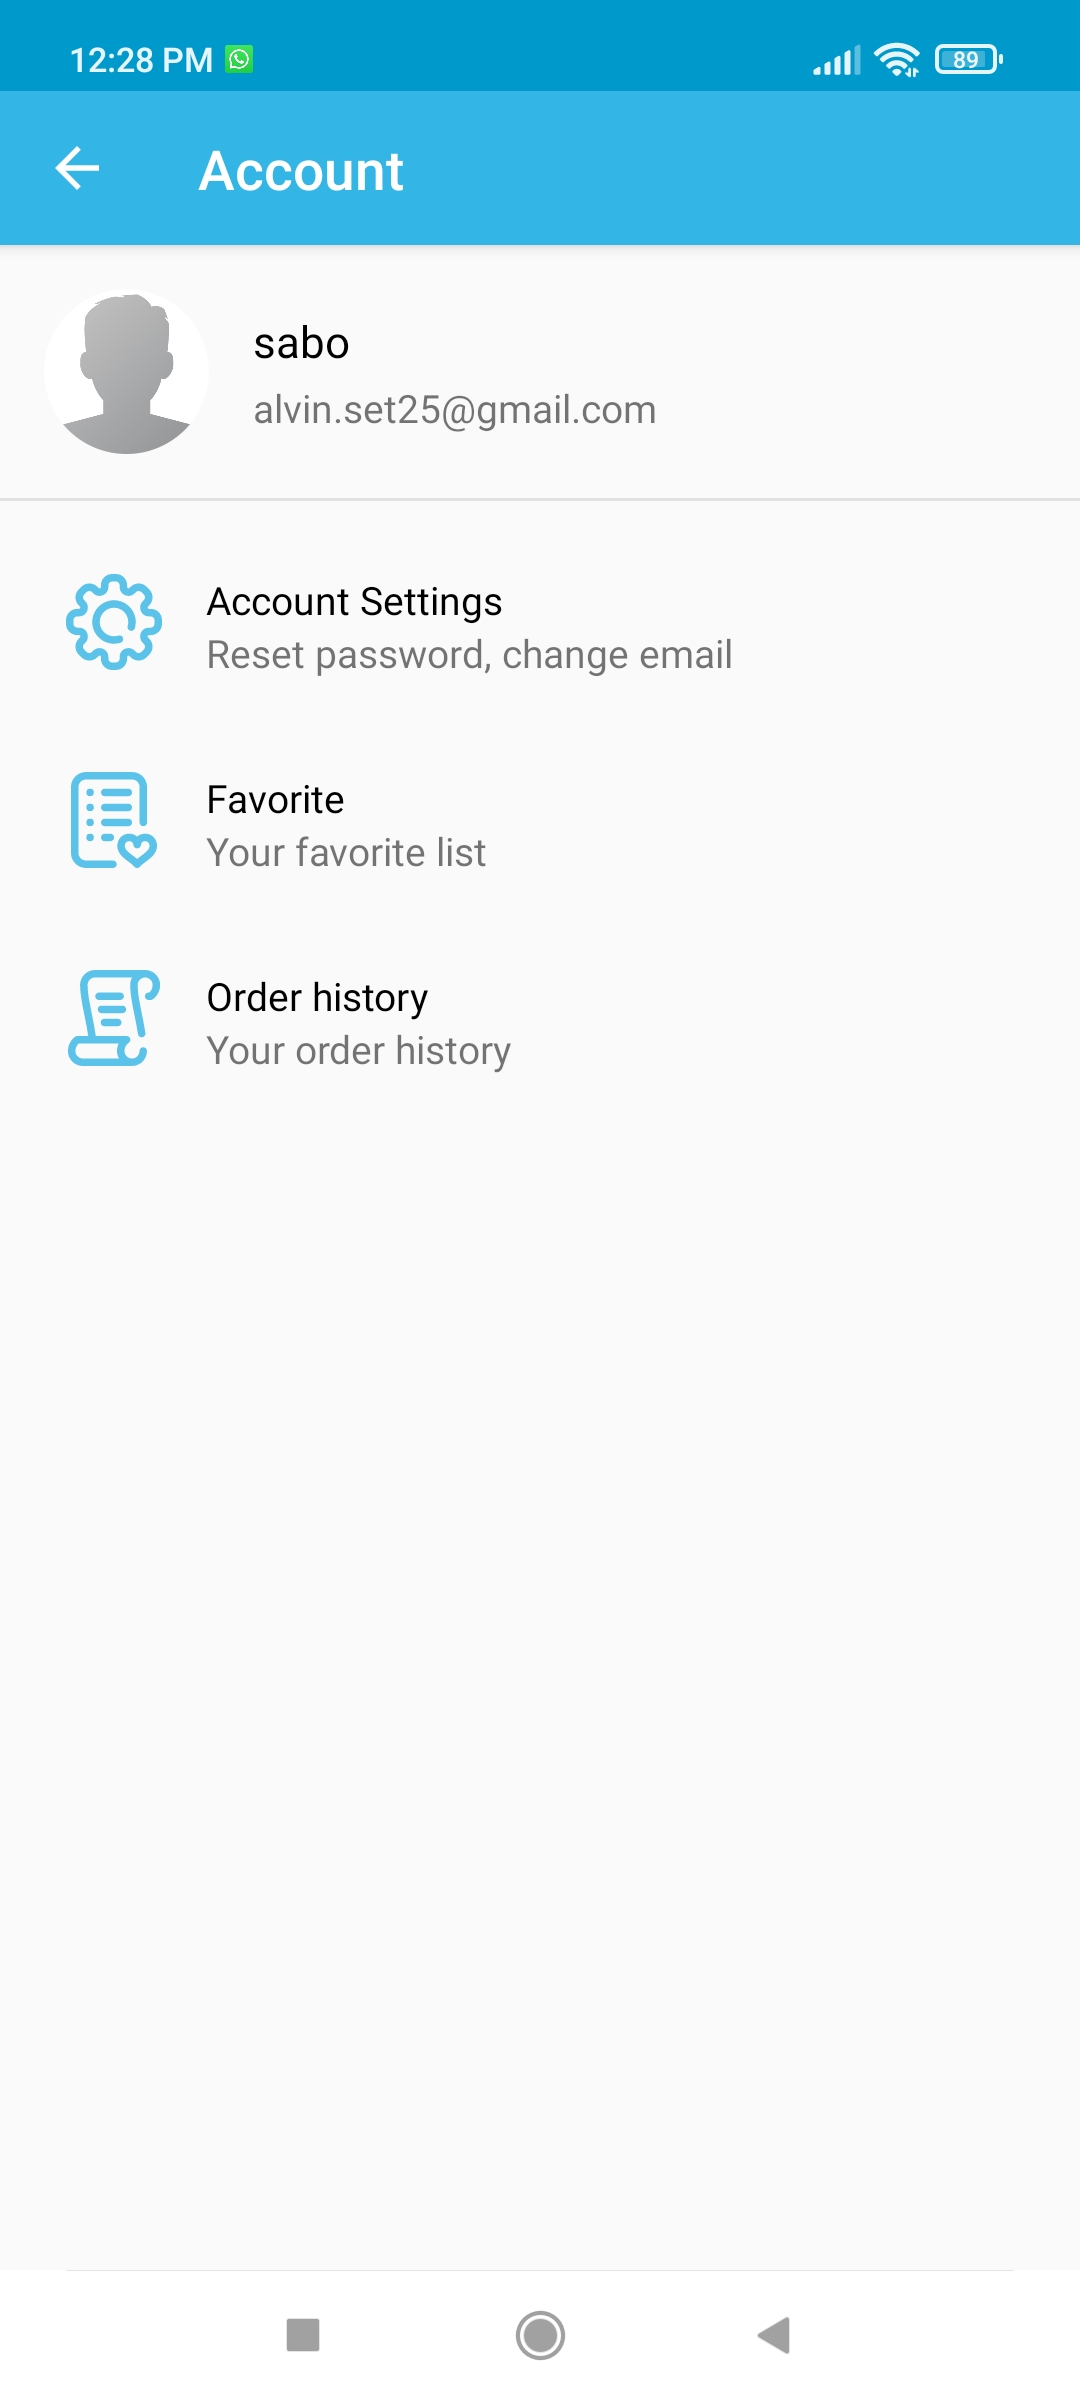 12:28 PM
89
Account
sabo
alvin.set25@gmail.com
Account Settings
Reset password, change email
Favorite
Your favorite list
Order history
Your order history